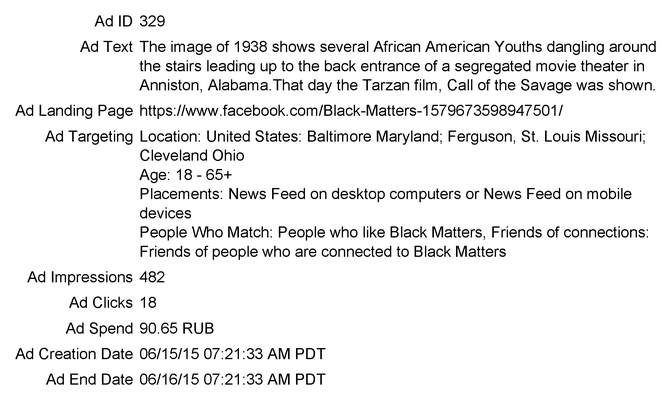 Ad ID 329
Ad Text The image of 1938 shows several African American Youths dangling around
the stairs leading up to the back entrance of a segregated movie theater in
Anniston, Alabama.That day the Tarzan film, Call of the Savage was shown.
Ad Landing Page https://www.facebook.com/Black-Matters-1579673598947501/
Ad Targeting Location: United States: Baltimore Maryland; Ferguson, St. Louis Missouri;
Cleveland Ohio
Age: 18 - 65+
Placements: News Feed on desktop computers or News Feed on mobile
devices
People Who Match: People who like Black Matters, Friends of connections:
Friends of people who are connected to Black Matters
Ad Impressions 482
Ad Clicks 18
Ad Spend 90.65 RUB
Ad Creation Date 06/15/15 07:21:33 AM PDT
Ad End Date 06/16/15 07:21:33 AM PDT